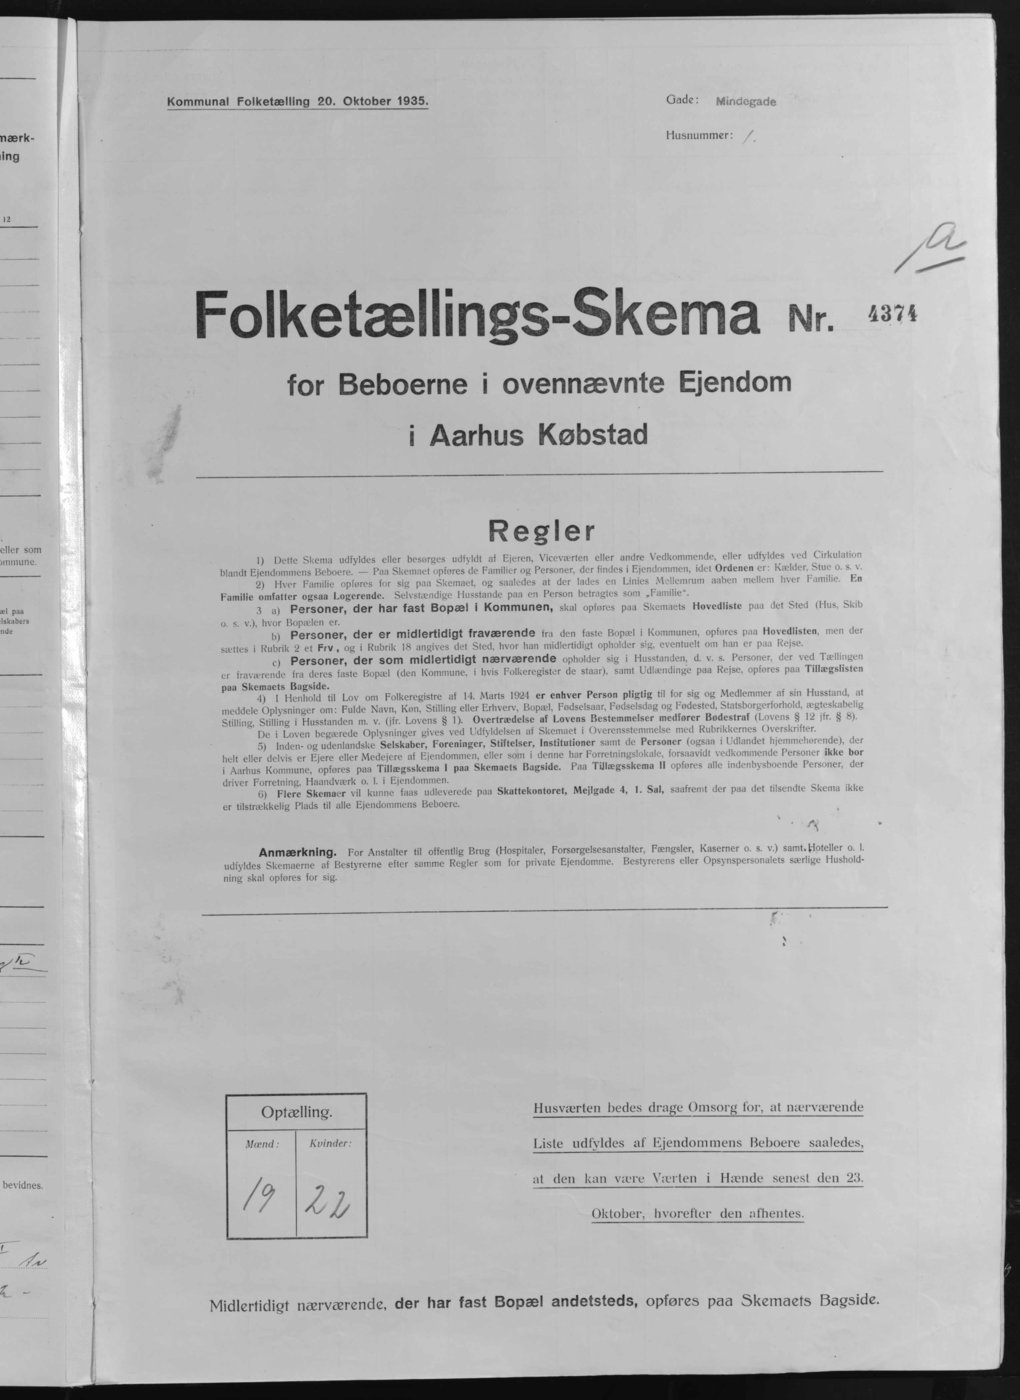 mærk-
ing
12
eller som
ommune.
æl paa
elskabers
nde
bevidnes.
Kommunal Folketælling 20. Oktober 1935.
Gade: Mindegade
Husnummer: 1.
a
Folketællings-Skema Nr. 4374
for Beboerne i ovennævnte Ejendom
i Aarhus Købstad
Regler
1) Dette Skema udfyldes eller besørges udfyldt af Ejeren, Viceværten eller andre Vedkommende, eller udfyldes ved Cirkulation
blandt Ejendommens Beboere. — Paa Skemaet opføres de Familier og Personer, der findes i Ejendommen, idet Ordenen er: Kælder, Stue o. s. v.
2) Hver Familie opføres for sig paa Skemaet, og saaledes at der lades en Linies Mellemrum aaben mellem hver Familie. En
Familie omfatter ogsaa Logerende. Selvstændige Husstande paa en Person betragtes som „Familie“.
3 a) Personer, der har fast Bopæl i Kommunen, skal opføres paa Skemaets Hovedliste paa det Sted (Hus, Skib
o. s. v.), hvor Bopælen er.
b) Personer, der er midlertidigt fraværende fra den faste Bopæl i Kommunen, opføres paa Hovedlisten, men der
sættes i Rubrik 2 et Frv, og i Rubrik 18 angives det Sted, hvor han midlertidigt opholder sig, eventuelt om han er paa Rejse.
c) Personer, der som midlertidigt nærværende opholder sig i Husstanden, d. v. s. Personer, der ved Tællingen
er fraværende fra deres faste Bopæl (den Kommune, i hvis Folkeregister de staar), samt Udlændinge paa Rejse, opføres paa Tillægslisten
paa Skemaets Bagside.
4) I Henhold til Lov om Folkeregistre af 14. Marts 1924 er enhver Person pligtig til for sig og Medlemmer af sin Husstand, at
meddele Oplysninger om: Fulde Navn, Køn, Stilling eller Erhverv, Bopæl, Fødselsaar, Fødselsdag og Fødested, Statsborgerforhold, ægteskabelig
Stilling, Stilling i Husstanden m. v. (jfr. Lovens § 1). Overtrædelse af Lovens Bestemmelser medfører Bødestraf (Lovens § 12 jfr. § 8).
De i Loven begærede Oplysninger gives ved Udfyldelsen af Skemaet i Overensstemmelse med Rubrikkernes Overskrifter.
5) Inden- og udenlandske Selskaber, Foreninger, Stiftelser, Institutioner samt de Personer (ogsaa i Udlandet hjemmehørende), der
helt eller delvis er Ejere eller Medejere af Ejendommen, eller som i denne har Forretningslokale, forsaavidt vedkommende Personer ikke bor
i Aarhus Kommune, opføres paa Tillægsskema I paa Skemaets Bagside. Paa Tillægsskema II opføres alle indenbysboende Personer, der
driver Forretning, Haandværk o. l. i Ejendommen.
6) Flere Skemaer vil kunne faas udleverede paa Skattekontoret, Mejlgade 4, 1. Sal, saafremt der paa det tilsendte Skema ikke
er tilstrækkelig Plads til alle Ejendommens Beboere.
Anmærkning. For Anstalter til offentlig Brug (Hospitaler, Forsørgelsesanstalter, Fængsler, Kaserner o. s. v.) samt Hoteller o. l.
udfyldes Skemaerne af Bestyrerne efter samme Regler som for private Ejendomme. Bestyrerens eller Opsynspersonalets særlige Hushold-
ning skal opføres for sig.
Optælling.
Mænd: Kvinder:
19 22
Husværten bedes drage Omsorg for, at nærværende
Liste udfyldes af Ejendommens Beboere saaledes,
at den kan være Værten i Hænde senest den 23.
Oktober, hvorefter den afhentes.
Midlertidigt nærværende, der har fast Bopæl andetsteds, opføres paa Skemaets Bagside.